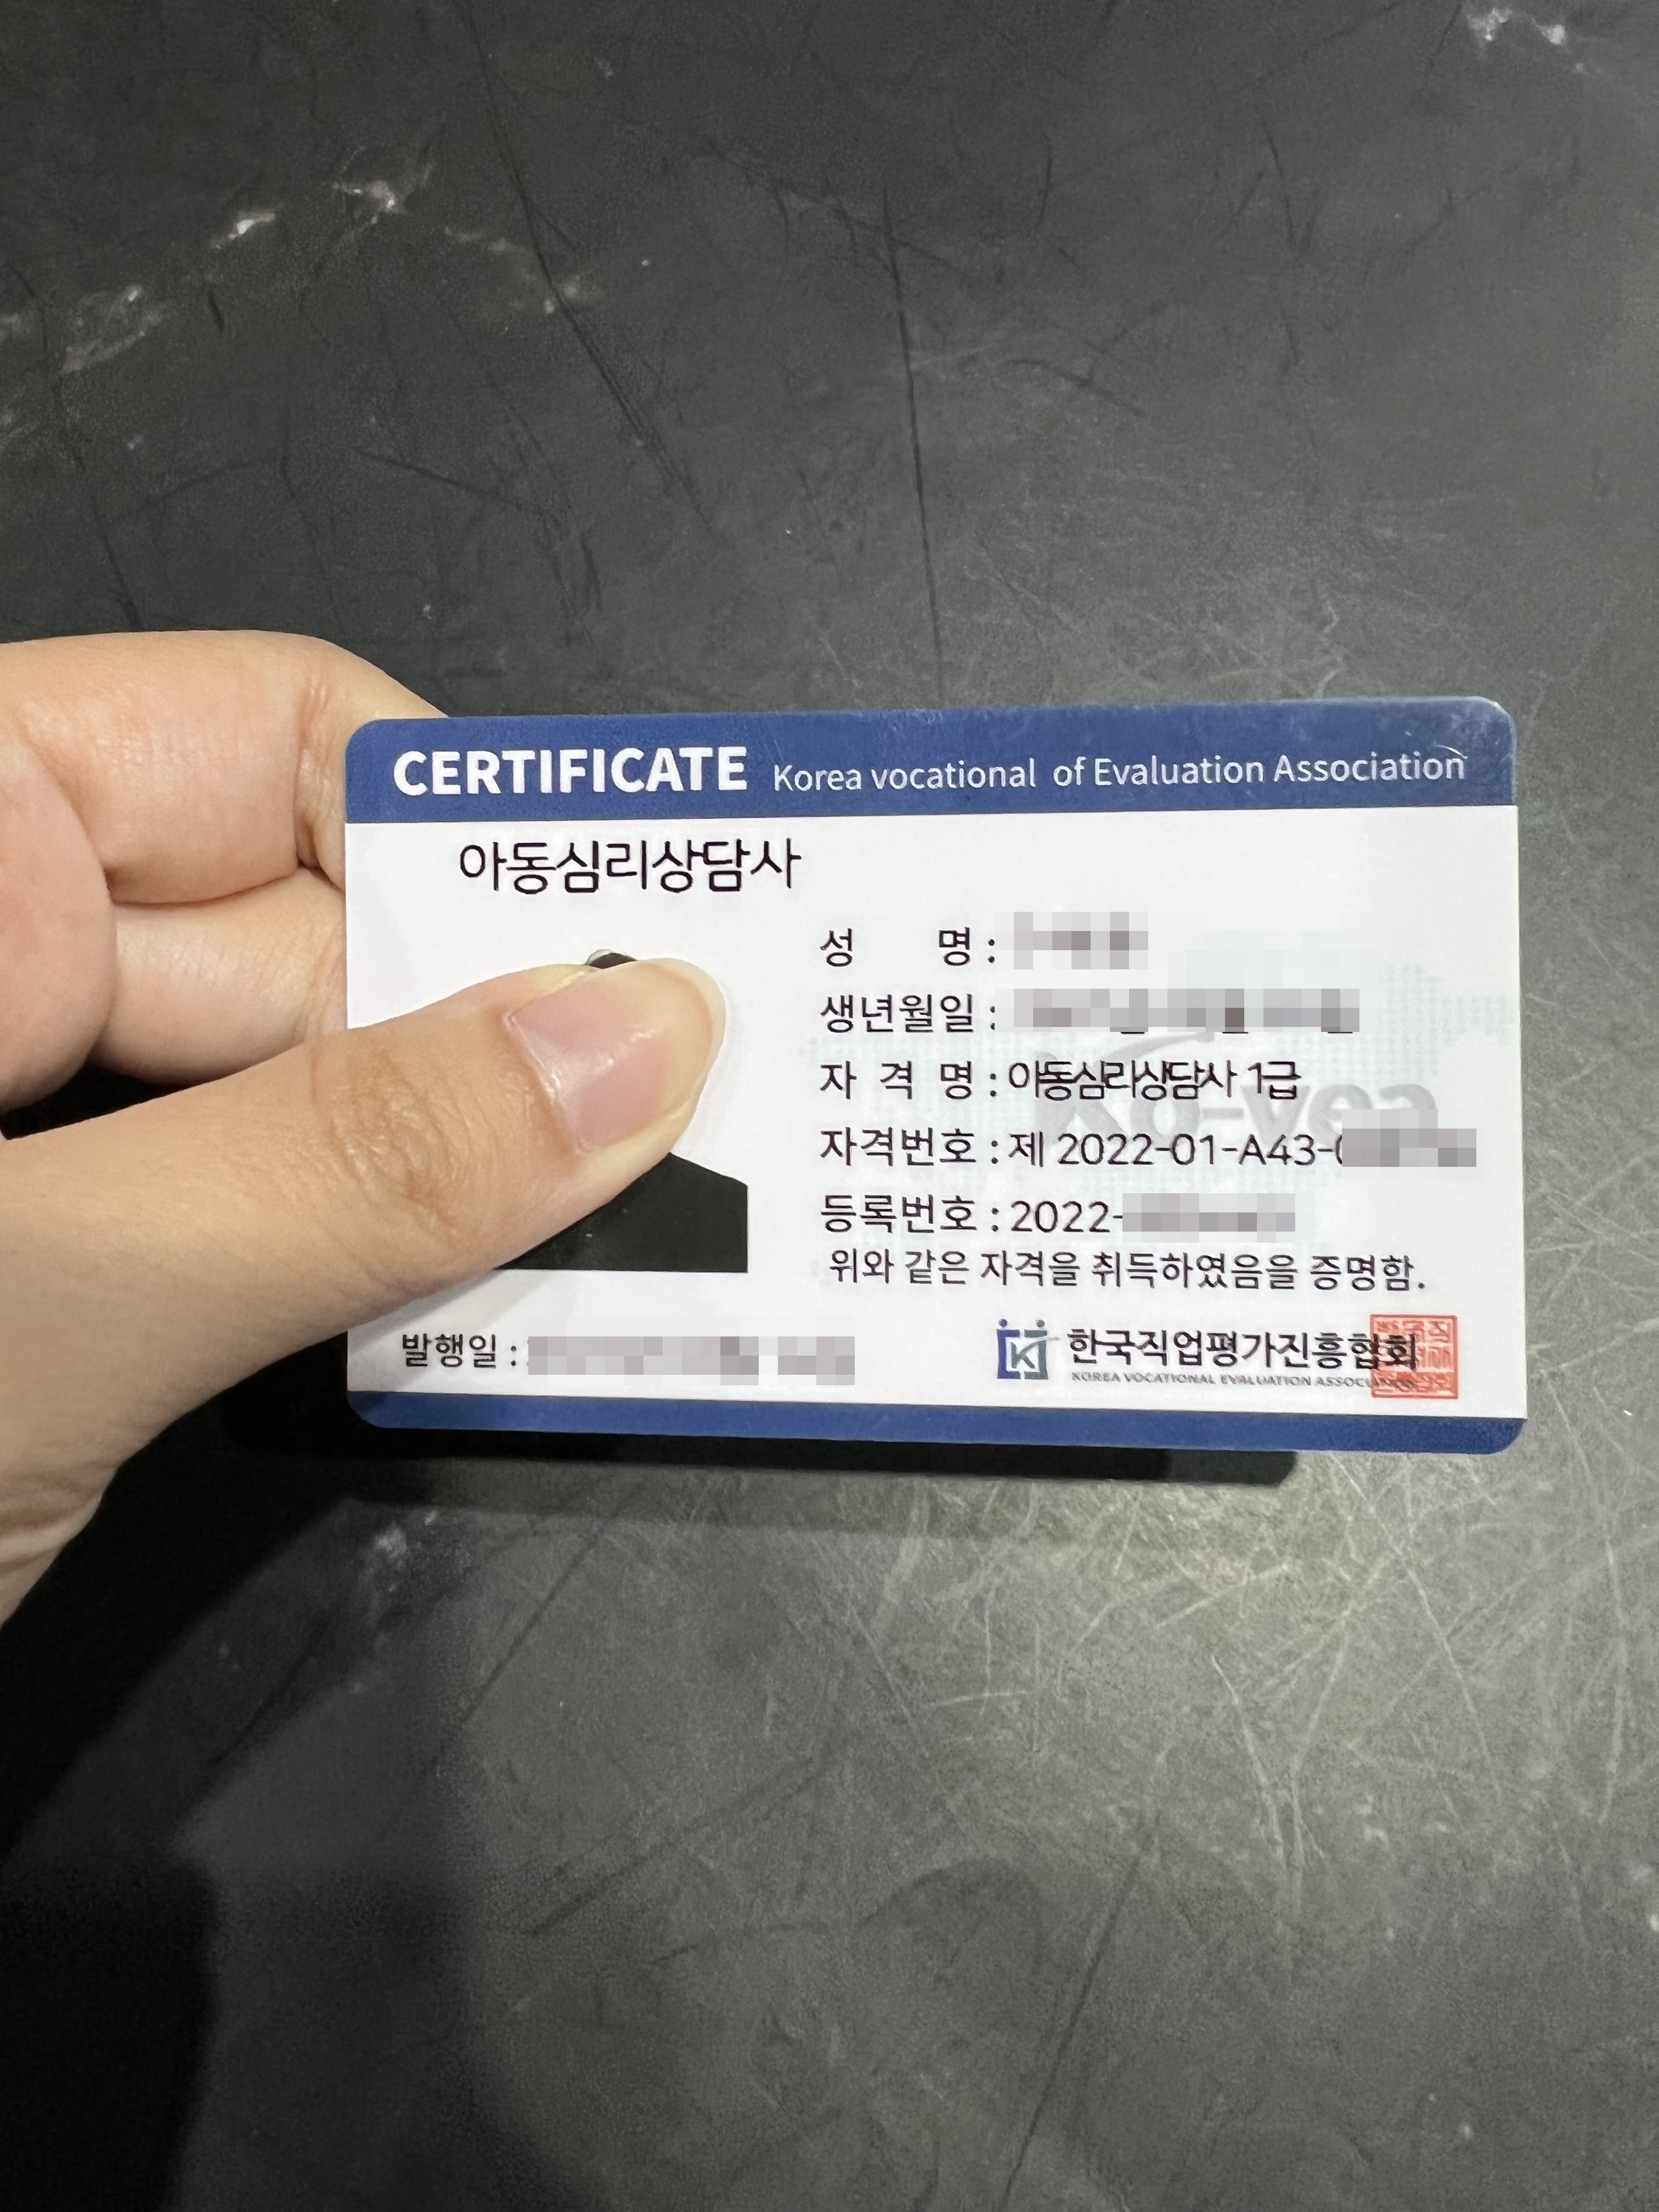 CERTIFICATE Korea vocational of Evaluation Association
아동심리상담사
성 명 :
생년월일 :
자 격 명 : 아동심리상담사 1급
자격번호 : 제 2022-01-A43-
등록번호 : 2022-
위와 같은 자격을 취득하였음을 증명함.
발행일 :
한국직업평가진흥협회
KOREA VOCATIONAL EVALUATION